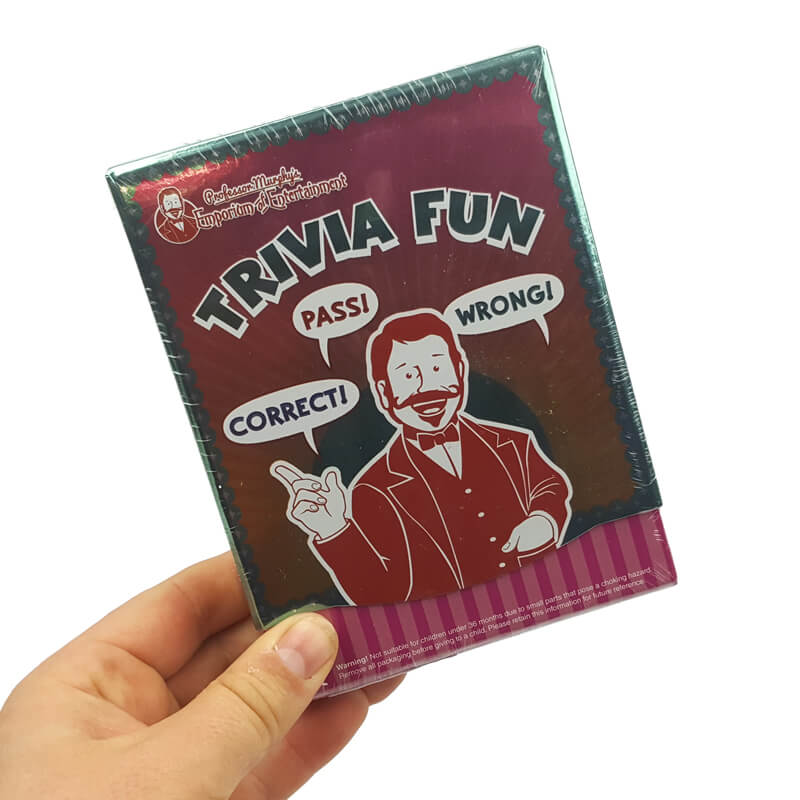 Professor Murphy's
Emporium of Entertainment
TRIVIA FUN
PASS!
WRONG!
CORRECT!
Warning! Not suitable for children under 36 months due to small parts that pose a choking hazard.
Remove all packaging before giving to a child. Please retain this information for future reference